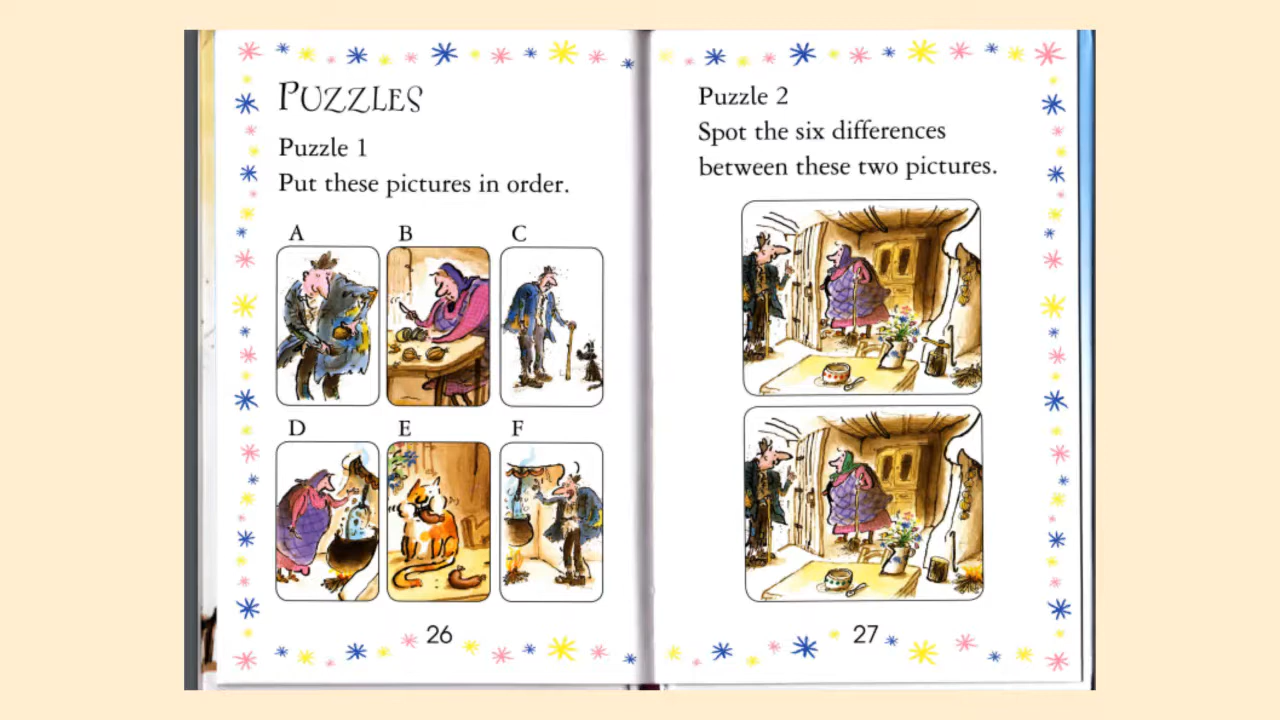 PUZZLES
Puzzle 1
Put these pictures in order.
A
B
C
D
E
F
26
Puzzle 2
Spot the six differences
between these two pictures.
27